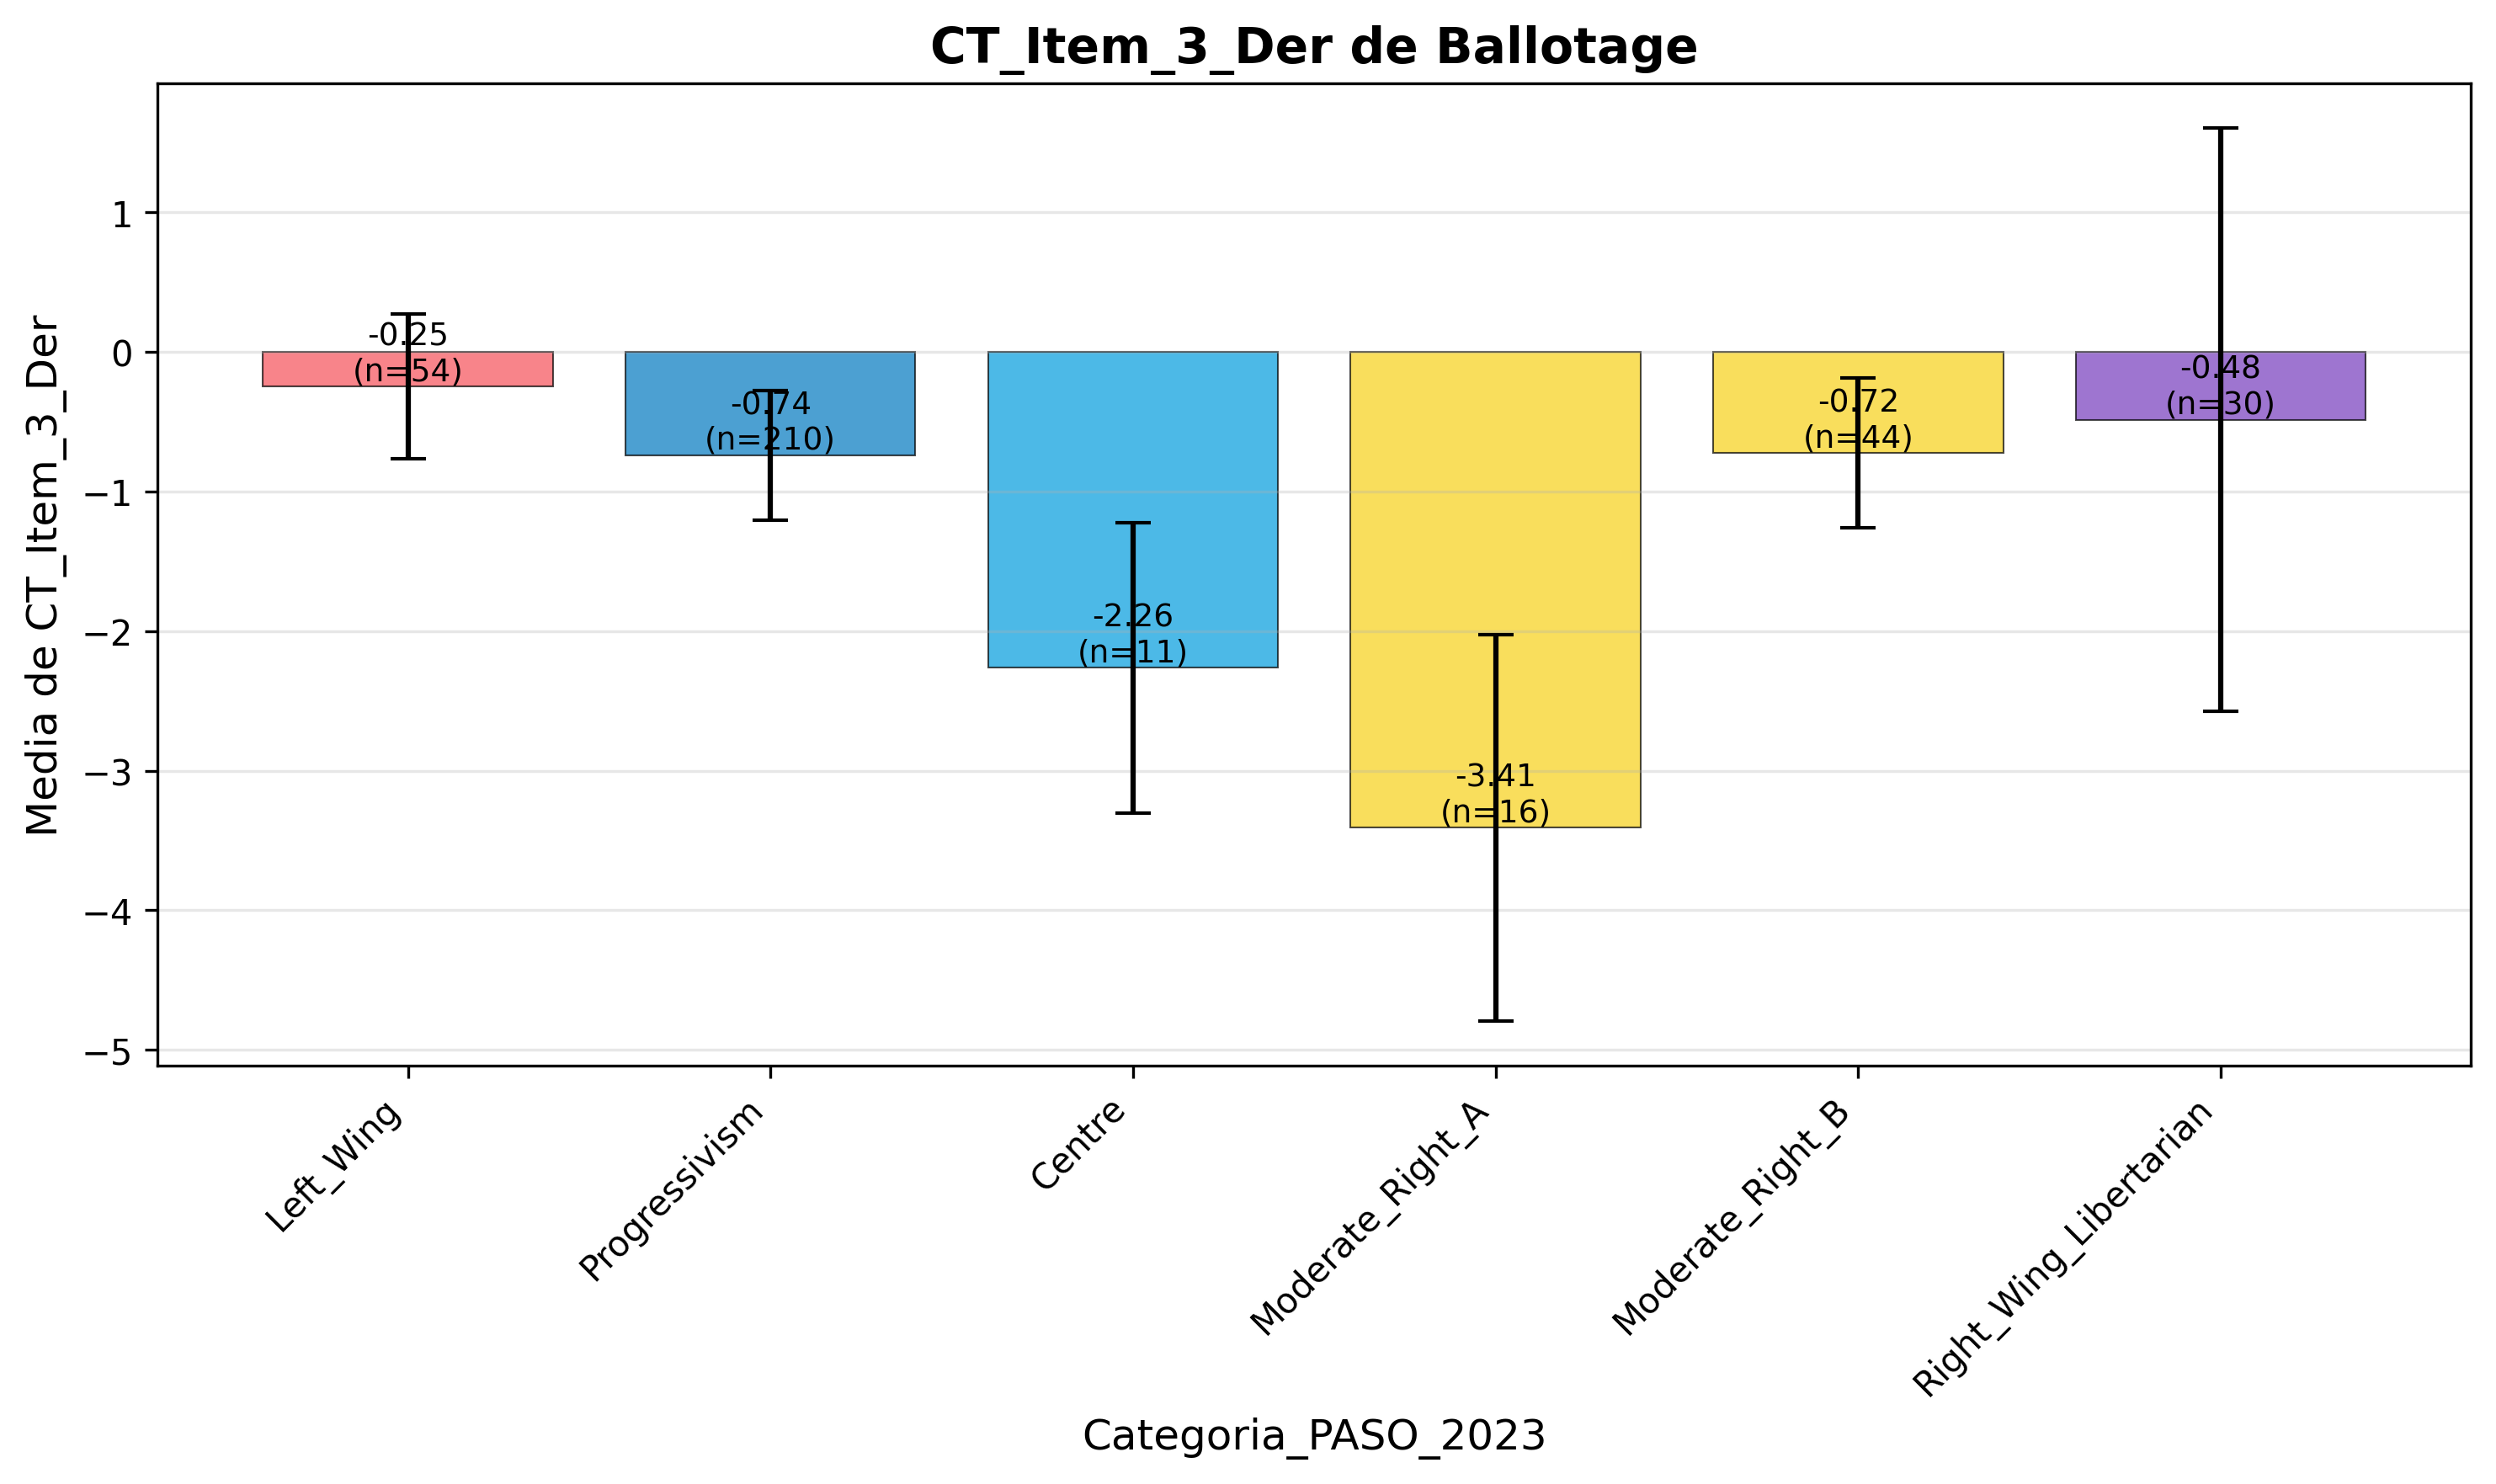 CT_Item_3_Der de Ballotage
Media de CT_Item_3_Der
1
0
−1
−2
−3
−4
−5
-0.25
(n=54)
-0.74
(n=210)
-2.26
(n=11)
-3.41
(n=16)
-0.72
(n=44)
-0.48
(n=30)
Left_Wing
Progressivism
Centre
Moderate_Right_A
Moderate_Right_B
Right_Wing_Libertarian
Categoria_PASO_2023